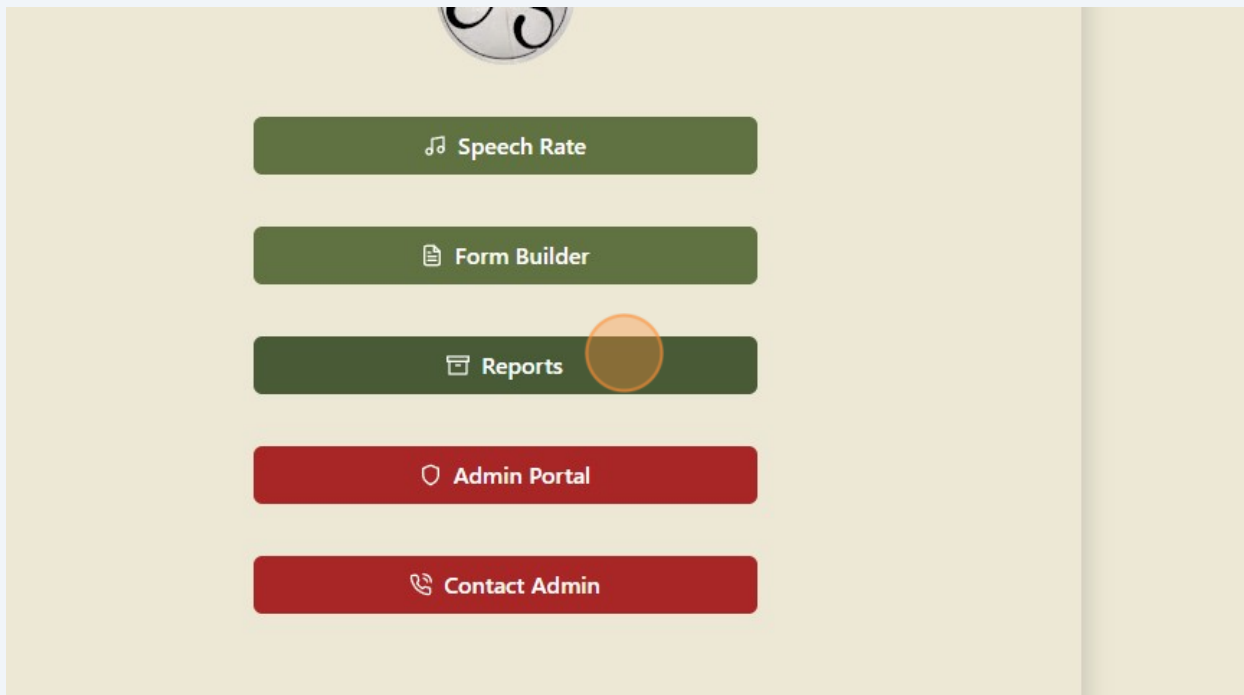 Speech Rate
Form Builder
Reports
Admin Portal
Contact Admin